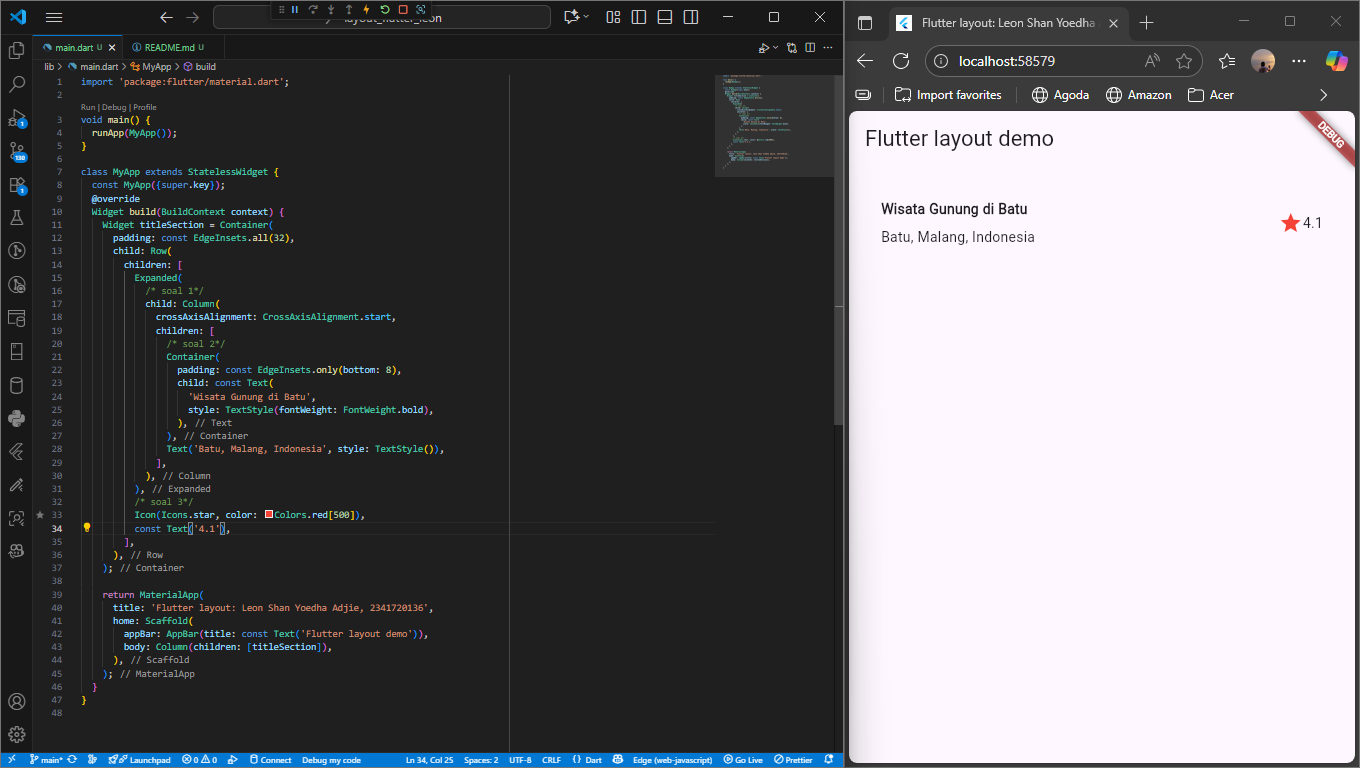 layout_flutter_leon
main.dart U
README.md U
lib > main.dart > MyApp > build
1 import 'package:flutter/material.dart';
2
Run | Debug | Profile
3 void main() {
4   runApp(MyApp());
5 }
6
7 class MyApp extends StatelessWidget {
8   const MyApp({super.key});
9   @override
10   Widget build(BuildContext context) {
11     Widget titleSection = Container(
12       padding: const EdgeInsets.all(32),
13       child: Row(
14         children: [
15           Expanded(
16             /* soal 1*/
17             child: Column(
18               crossAxisAlignment: CrossAxisAlignment.start,
19               children: [
20                 /* soal 2*/
21                 Container(
22                   padding: const EdgeInsets.only(bottom: 8),
23                   child: const Text(
24                     'Wisata Gunung di Batu',
25                     style: TextStyle(fontWeight: FontWeight.bold),
26                   ), // Text
27                 ), // Container
28                 Text('Batu, Malang, Indonesia', style: TextStyle()),
29               ],
30             ), // Column
31           ), // Expanded
32           /* soal 3*/
33           Icon(Icons.star, color: Colors.red[500]),
34           const Text('4.1'),
35         ],
36       ), // Row
37     ); // Container
38
39     return MaterialApp(
40       title: 'Flutter layout: Leon Shan Yoedha Adjie, 2341720136',
41       home: Scaffold(
42         appBar: AppBar(title: const Text('Flutter layout demo')),
43         body: Column(children: [titleSection]),
44       ), // Scaffold
45     ); // MaterialApp
46   }
47 }
48
1
130
1
main* Launchpad 0 0 Connect Debug my code Ln 34, Col 25 Spaces: 2 UTF-8 CRLF {} Dart Edge (web-javascript) Go Live Prettier
Flutter layout: Leon Shan Yoedha
localhost:58579
Import favorites Agoda Amazon Acer
Flutter layout demo
DEBUG
Wisata Gunung di Batu
Batu, Malang, Indonesia
4.1